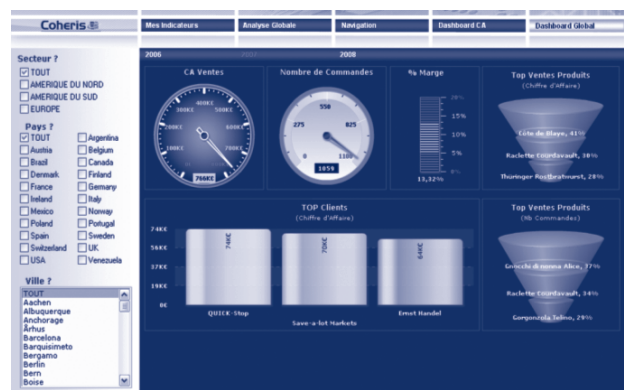 Coheris
Mes Indicateurs
Analyse Globale
Navigation
Dashboard CA
Dashboard Global
2006
2007
2008
Secteur ?
TOUT
AMERIQUE DU NORD
AMERIQUE DU SUD
EUROPE
Pays ?
TOUT
Argentina
Austria
Belgium
Brazil
Canada
Denmark
Finland
France
Germany
Ireland
Italy
Mexico
Norway
Poland
Portugal
Spain
Sweden
Switzerland
UK
USA
Venezuela
Ville ?
TOUT
Aachen
Albuquerque
Anchorage
Århus
Barcelona
Barquisimeto
Bergamo
Berlin
Bern
Boise
CA Ventes
100K€
200K€
300K€
400K€
500K€
600K€
700K€
766K€
Nombre de Commandes
0
275
550
825
1100
1059
% Marge
20%
15%
10%
5%
0%
13,32%
Top Ventes Produits
(Chiffre d'Affaire)
Côte de Blaye, 41%
Raclette Courdavault, 30%
Thüringer Rostbratwurst, 29%
TOP Clients
(Chiffre d'Affaire)
74K€
56K€
37K€
19K€
0€
74K€
70K€
64K€
QUICK-Stop
Save-a-lot Markets
Ernst Handel
Top Ventes Produits
(Nb Commandes)
Gnocchi di nonna Alice, 37%
Raclette Courdavault, 34%
Gorgonzola Telino, 29%